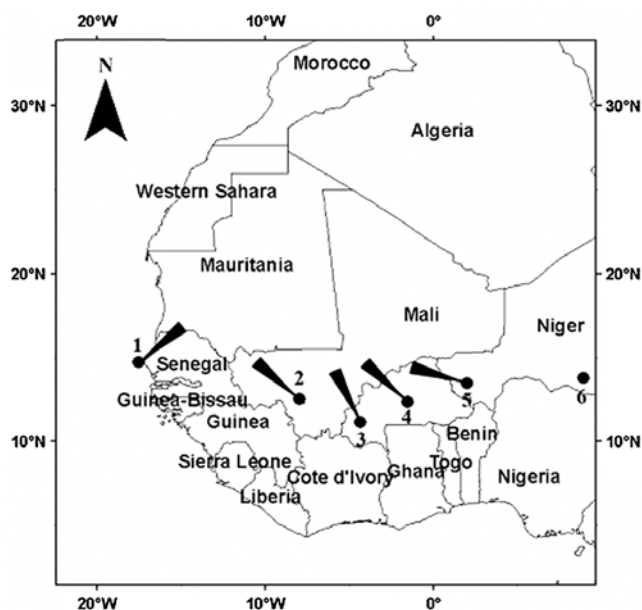 20°W 10°W 0°
N
Morocco
30°N 30°N
Algeria
Western Sahara
20°N 20°N
Mauritania
Mali
Niger
1
Senegal
2
5
6
Guinea-Bissau
4
Guinea
3
10°N 10°N
Benin
Sierra Leone
Cote d'Ivory
Ghana
Togo
Nigeria
Liberia
20°W 10°W 0°